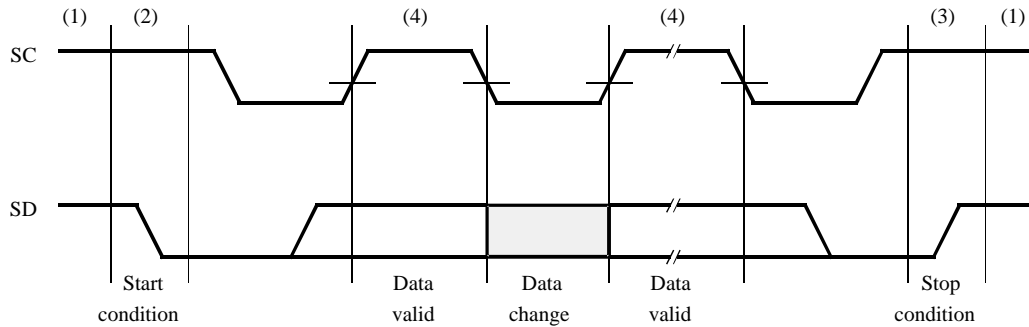 (1) (2) (4) (4) (3) (1)
SC
SD
Start Data Data Data Stop
condition valid change valid condition